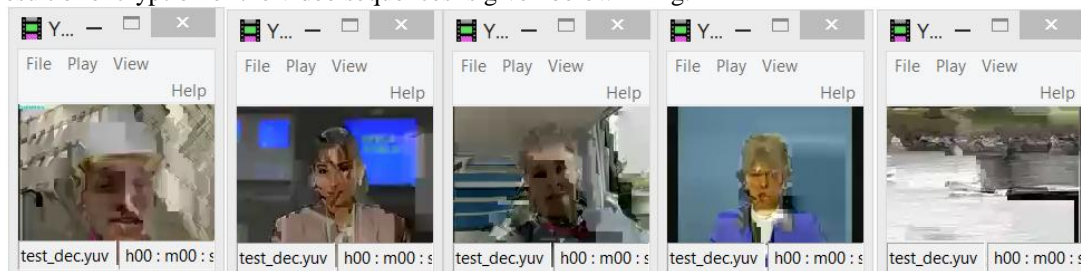 Y... — □ ×
File Play View
Help
test_dec.yuv h00 : m00 : s
Y... — □ ×
File Play View
Help
test_dec.yuv h00 : m00 : s
Y... — □ ×
File Play View
Help
test_dec.yuv h00 : m00 : s
Y... — □ ×
File Play View
Help
test_dec.yuv h00 : m00 : s
Y... — □ ×
File Play View
Help
test_dec.yuv h00 : m00 : s